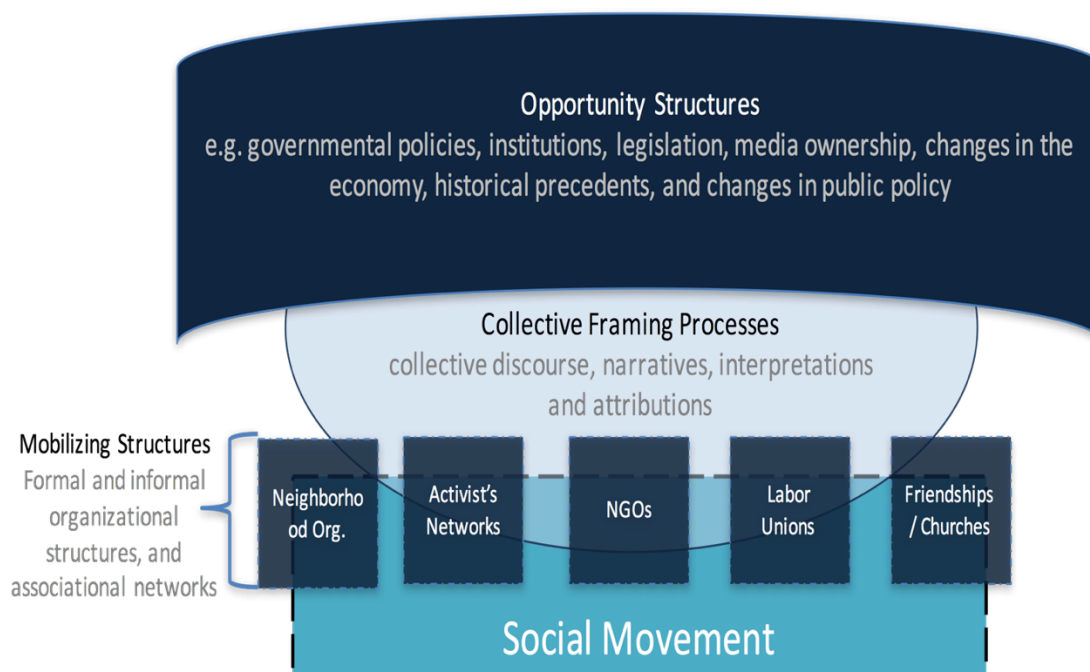 Opportunity Structures
e.g. governmental policies, institutions, legislation, media ownership, changes in the
economy, historical precedents, and changes in public policy
Collective Framing Processes
collective discourse, narratives, interpretations
and attributions
Mobilizing Structures
Formal and informal
organizational
structures, and
associational networks
Neighborho
od Org.
Activist's
Networks
NGOs
Labor
Unions
Friendships
/ Churches
Social Movement